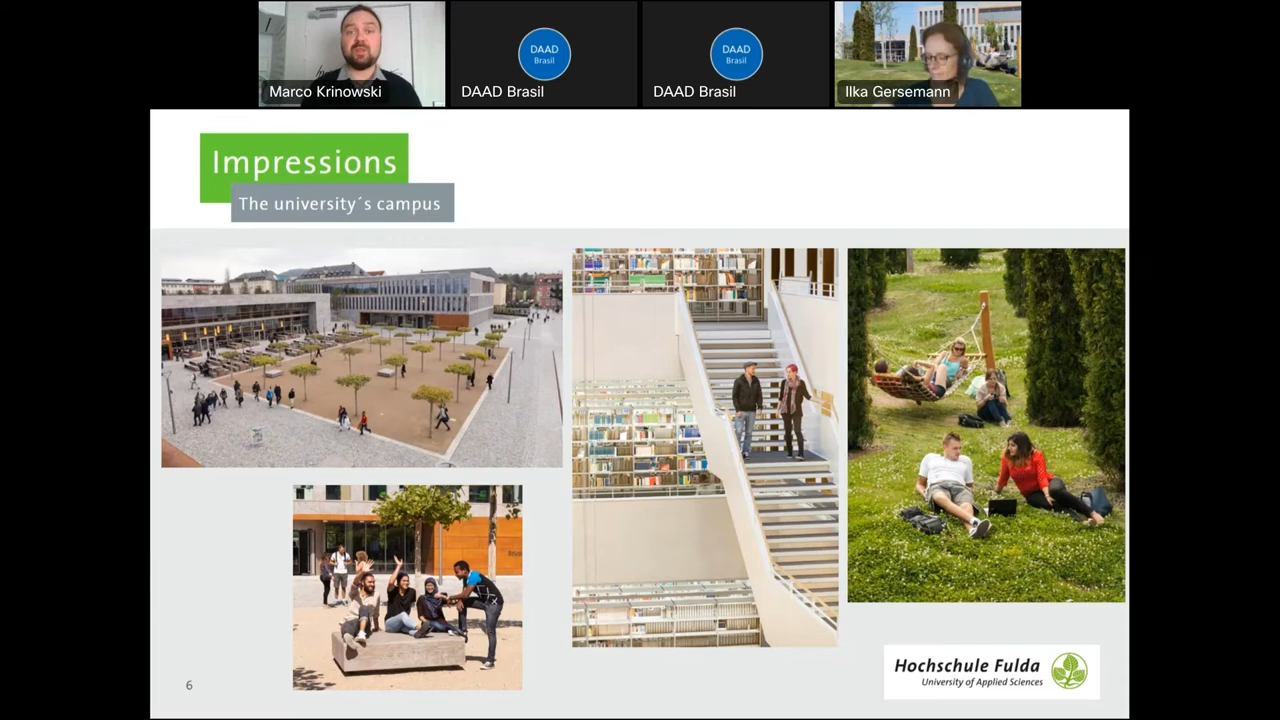 DAAD
Brasil
DAAD
Brasil
Marco Krinowski
DAAD Brasil
DAAD Brasil
Ilka Gersemann
Impressions
The university´s campus
Hochschule Fulda
University of Applied Sciences
6